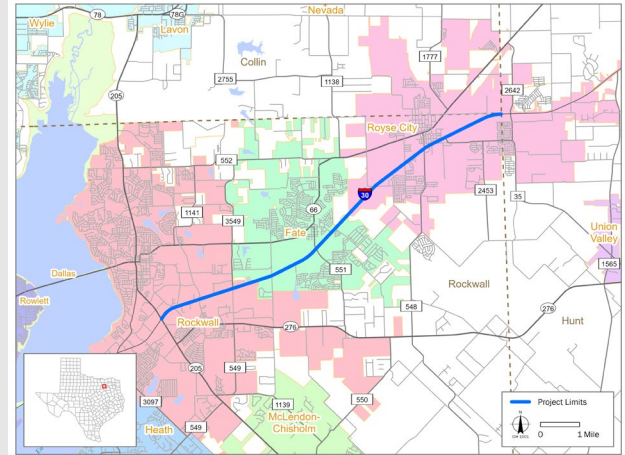 Nevada
78
78G
Wylie
Lavon
Collin
1777
2755
1138
205
2642
Royse City
552
30
2453
35
1141
66
3549
Union
Valley
Fate
551
1565
Dallas
Rockwall
Rowlett
548
Hunt
276
Rockwall
276
205
549
3097
1139
550
549
McLendon-
Chisholm
Heath
Project Limits
N
0 1 Mile